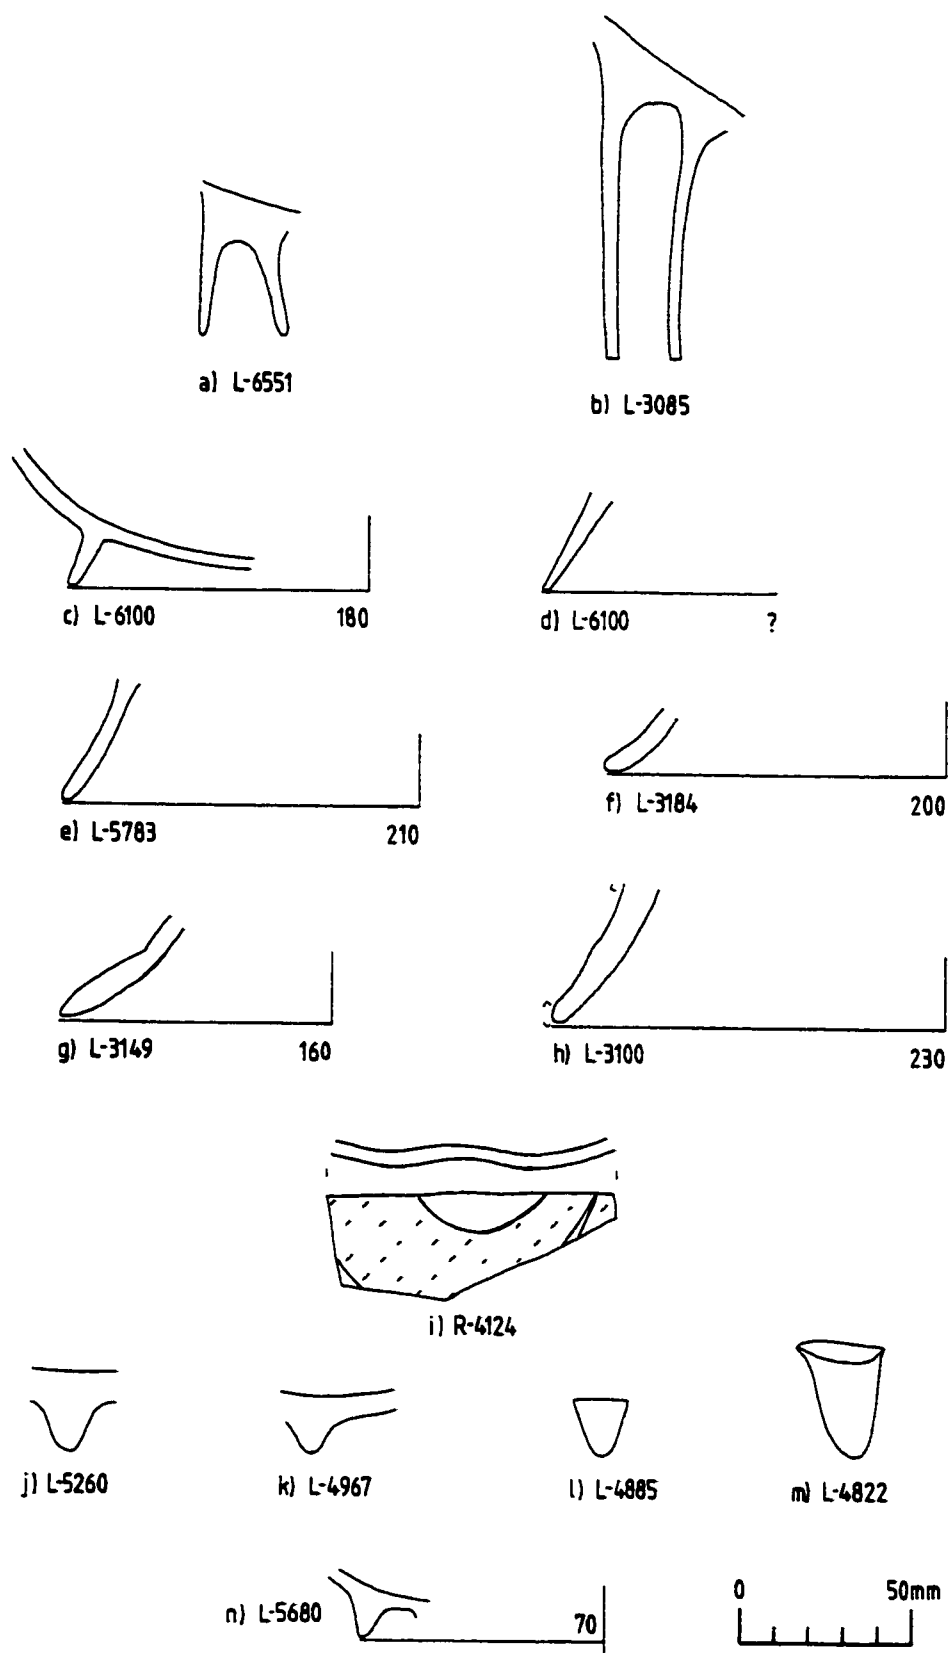 a) L-6551
b) L-3085
c) L-6100 180
d) L-6100 ?
e) L-5783 210
f) L-3184 200
g) L-3149 160
h) L-3100 230
i) R-4124
j) L-5260
k) L-4967
l) L-4885
m) L-4822
n) L-5680 70
0 50mm